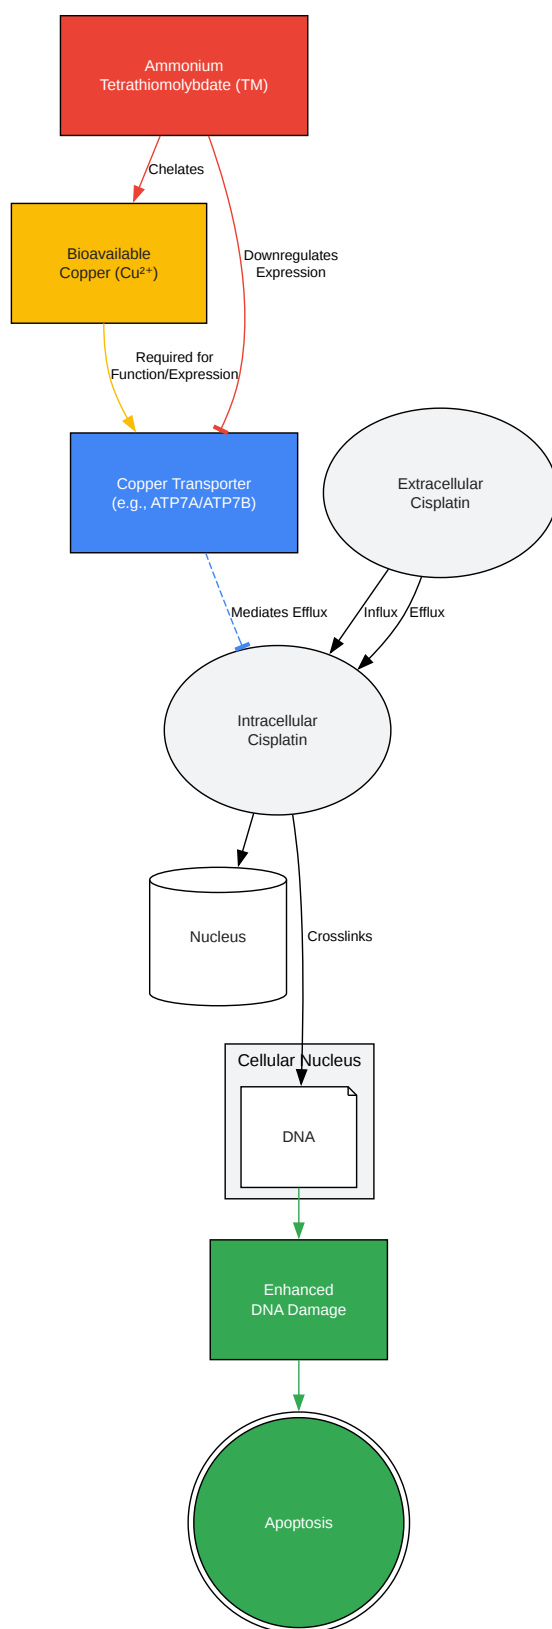 Ammonium
Tetrathiomolybdate (TM)
Chelates
Bioavailable
Copper (Cu²⁺)
Downregulates
Expression
Required for
Function/Expression
Copper Transporter
(e.g., ATP7A/ATP7B)
Extracellular
Cisplatin
Mediates Efflux
Influx
Efflux
Intracellular
Cisplatin
Nucleus
Crosslinks
Cellular Nucleus
DNA
Enhanced
DNA Damage
Apoptosis